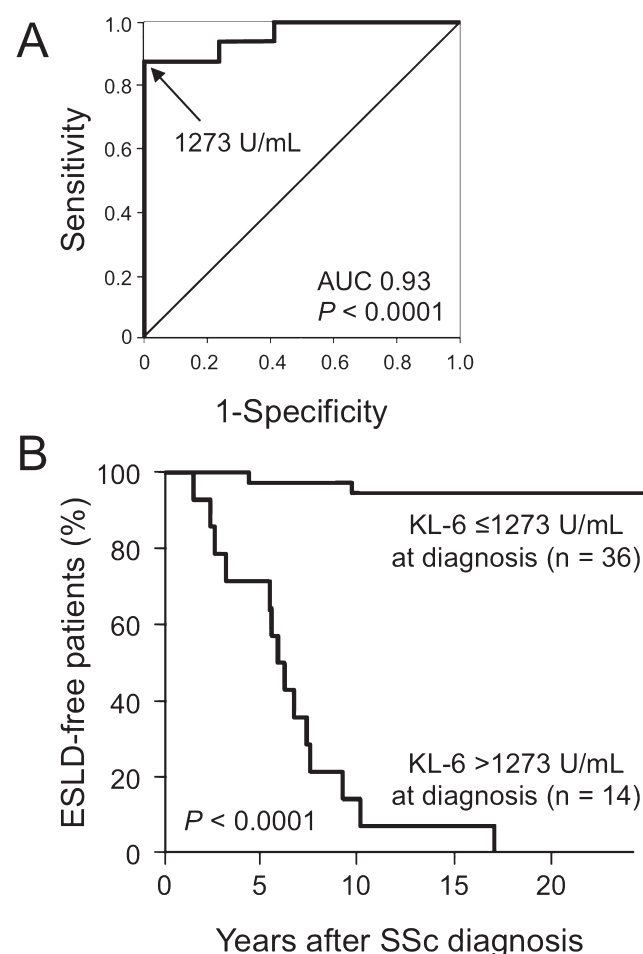 A
1.0
0.8
0.6
0.4
0.2
0
Sensitivity
1273 U/mL
AUC 0.93
P < 0.0001
0 0.2 0.4 0.6 0.8 1.0
1-Specificity
B
100
80
60
40
20
0
ESLD-free patients (%)
KL-6 ≤1273 U/mL
at diagnosis (n = 36)
KL-6 >1273 U/mL
at diagnosis (n = 14)
P < 0.0001
0 5 10 15 20
Years after SSc diagnosis